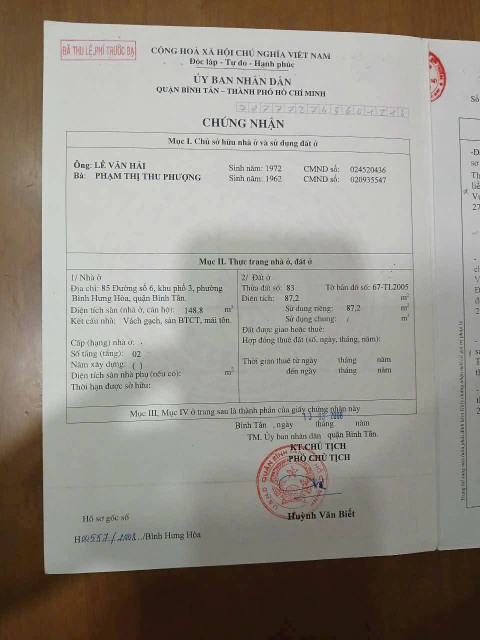 ĐÃ THU LỆ PHÍ TRƯỚC BẠ
CỘNG HOÀ XÃ HỘI CHỦ NGHĨA VIỆT NAM
Độc lập - Tự do - Hạnh phúc
ỦY BAN NHÂN DÂN
QUẬN BÌNH TÂN – THÀNH PHỐ HỒ CHÍ MINH
CHỨNG NHẬN
Mục I. Chủ sở hữu nhà ở và sử dụng đất ở
Ông: LÊ VĂN HẢI Sinh năm: 1972 CMND số: 024520436
Bà: PHẠM THỊ THU PHƯỢNG Sinh năm: 1962 CMND số: 020935547
Mục II. Thực trạng nhà ở, đất ở
1/ Nhà ở
Địa chỉ: 85 Đường số 6, khu phố 3, phường
Bình Hưng Hòa, quận Bình Tân.
Diện tích sàn (nhà ở, căn hộ): 148,8 m²
Kết cấu nhà: Vách gạch, sàn BTCT, mái tôn.
Cấp (hạng) nhà ở: .
Số tầng (tầng): 02
Năm xây dựng: ( )
Diện tích sàn nhà phụ (nếu có): m²
Thời hạn được sở hữu:
2/ Đất ở
Thửa đất số: 83 Tờ bản đồ số: 67-TL2005
Diện tích: 87,2 m²
Sử dụng riêng: 87,2 m²
Sử dụng chung: / m²
Đất được giao hoặc thuê:
Hợp đồng thuê đất (số, ngày, tháng, năm):
Thời gian thuê từ ngày tháng năm
đến ngày tháng năm
Mục III, Mục IV ở trang sau là thành phần của giấy chứng nhận này
Bình Tân, ngày tháng năm
TM. Ủy ban nhân dân quận Bình Tân.
KT.CHỦ TỊCH
PHÓ CHỦ TỊCH
Huỳnh Văn Biết
Hồ sơ gốc số
/Bình Hưng Hòa
Số